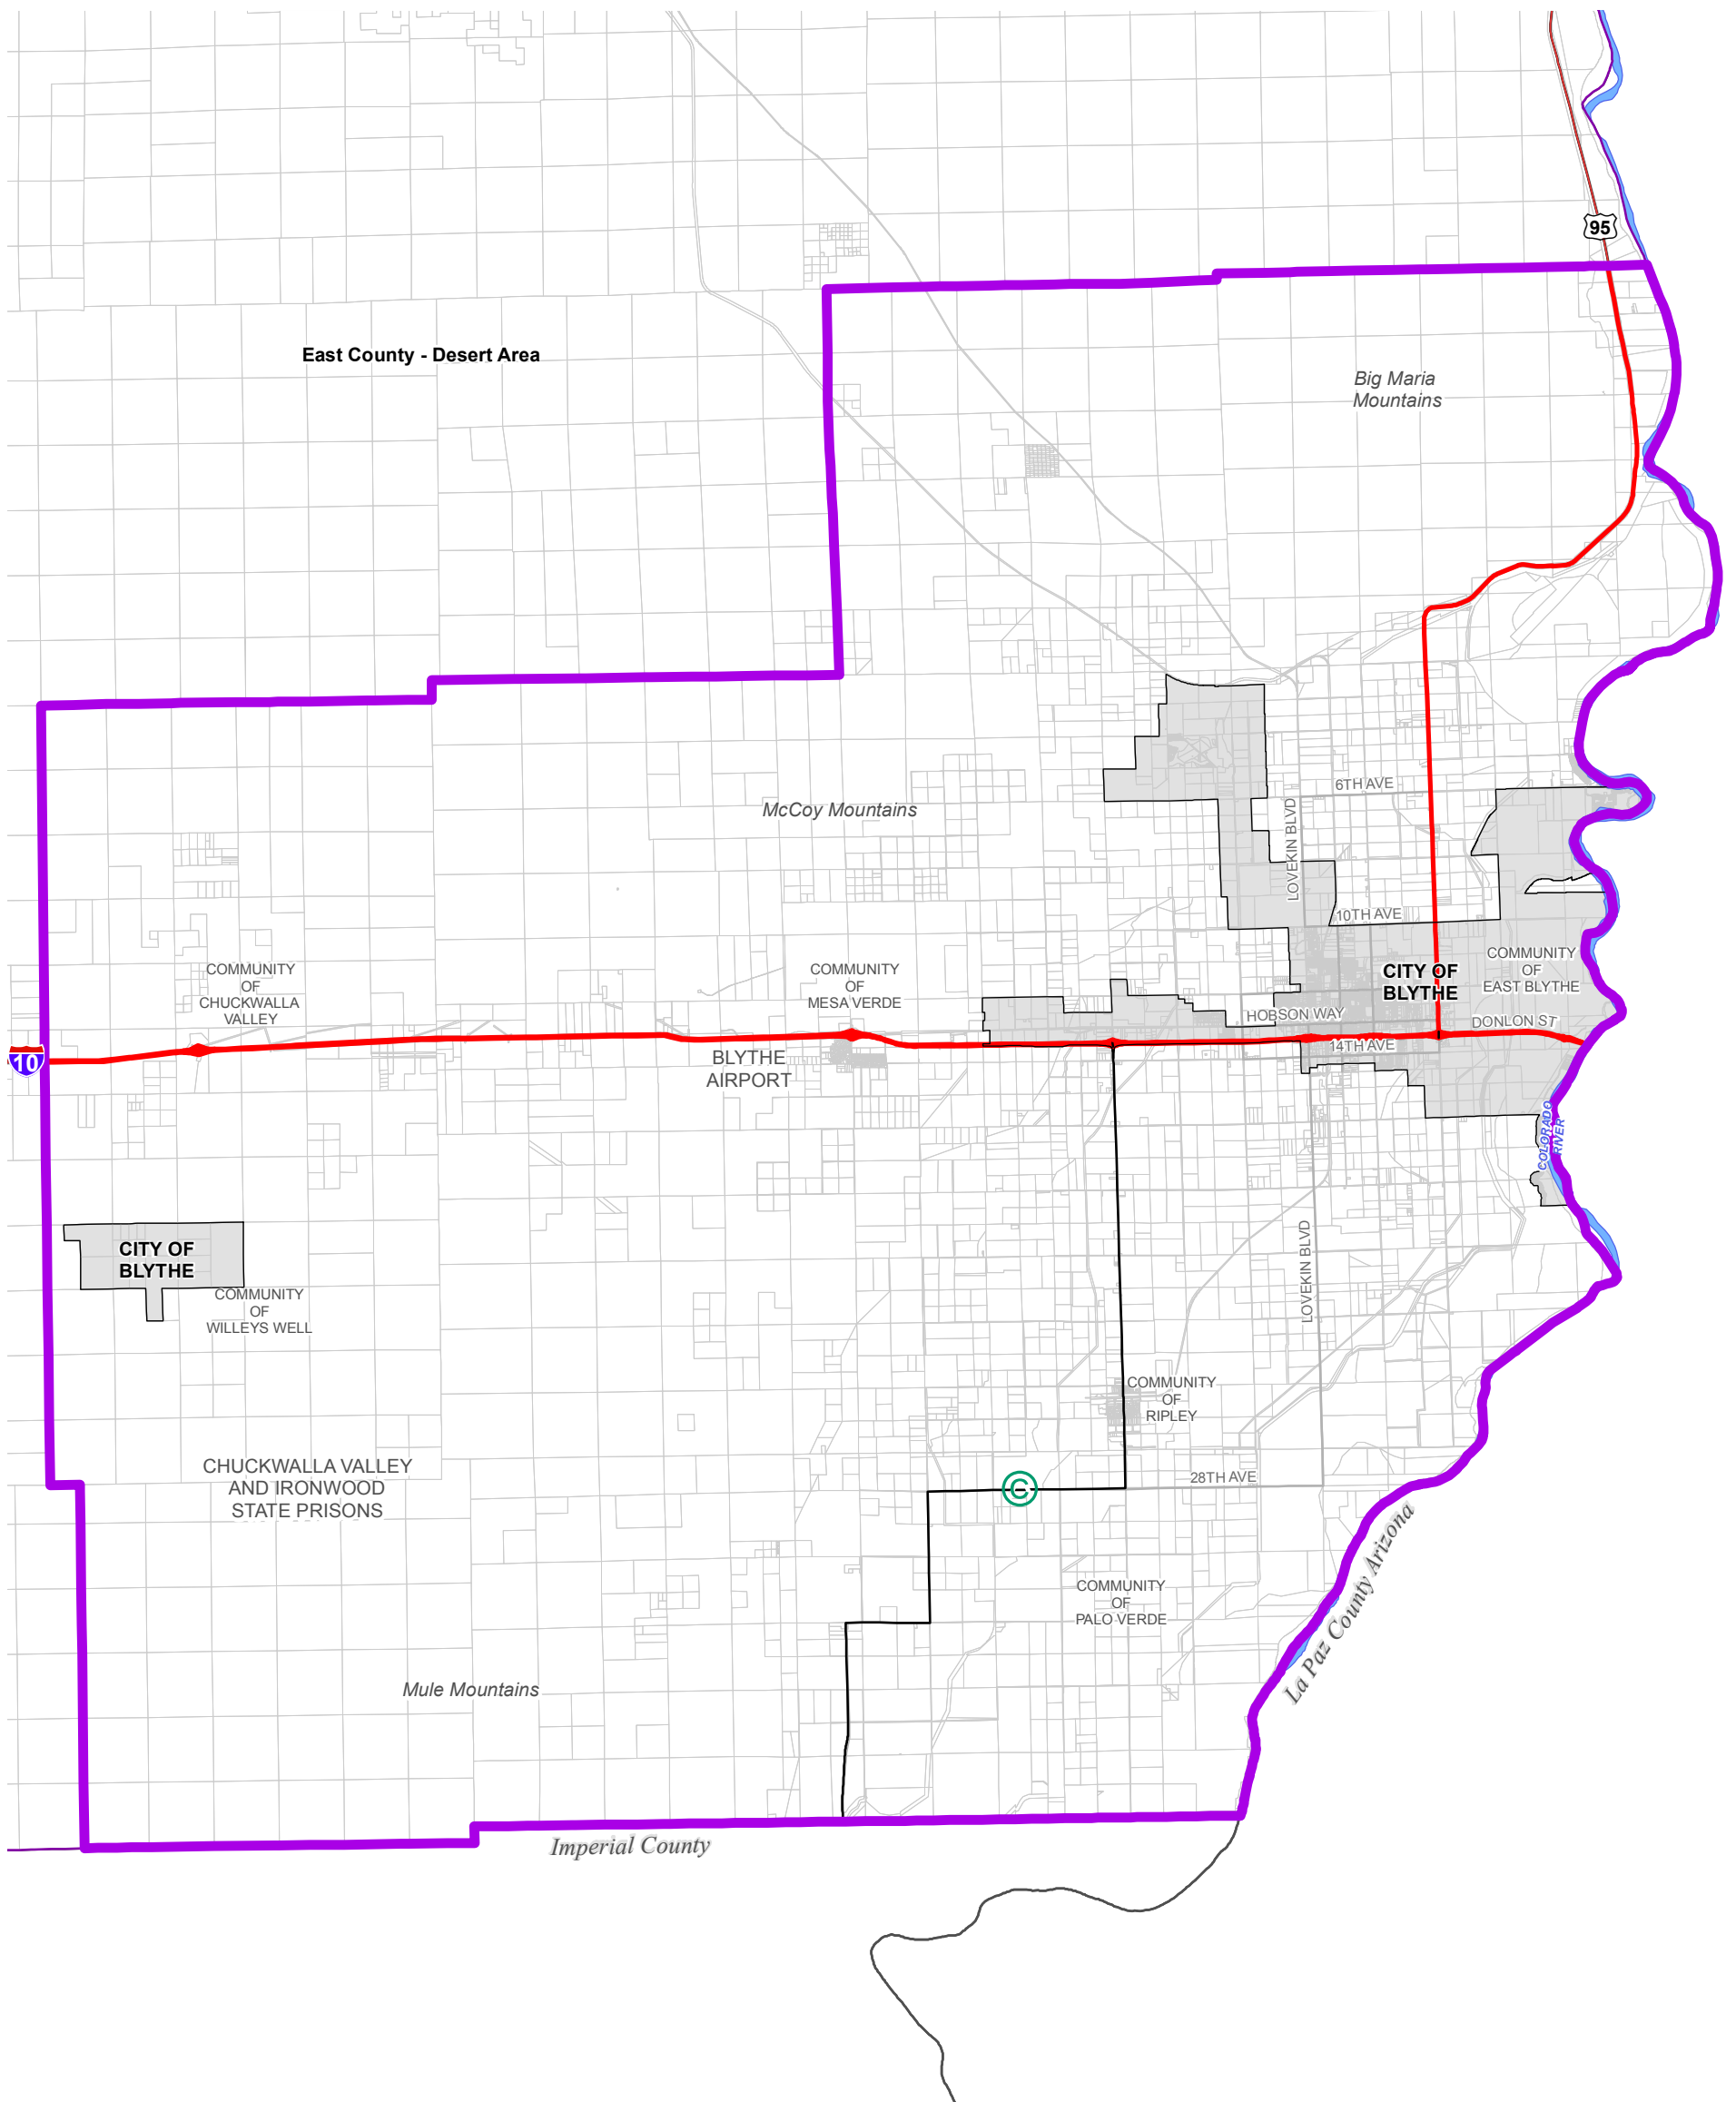 95
East County - Desert Area
Big Maria
Mountains
6TH AVE
LOVEKIN BLVD
McCoy Mountains
10TH AVE
COMMUNITY
OF
CHUCKWALLA
VALLEY
COMMUNITY
OF
MESA VERDE
CITY OF
BLYTHE
COMMUNITY
OF
EAST BLYTHE
HOBSON WAY
DONLON ST
14TH AVE
10
BLYTHE
AIRPORT
COLORADO
RIVER
CITY OF
BLYTHE
LOVEKIN BLVD
COMMUNITY
OF
WILLEYS WELL
COMMUNITY
OF
RIPLEY
CHUCKWALLA VALLEY
AND IRONWOOD
STATE PRISONS
28TH AVE
©
La Paz County Arizona
COMMUNITY
OF
PALO VERDE
Mule Mountains
Imperial County